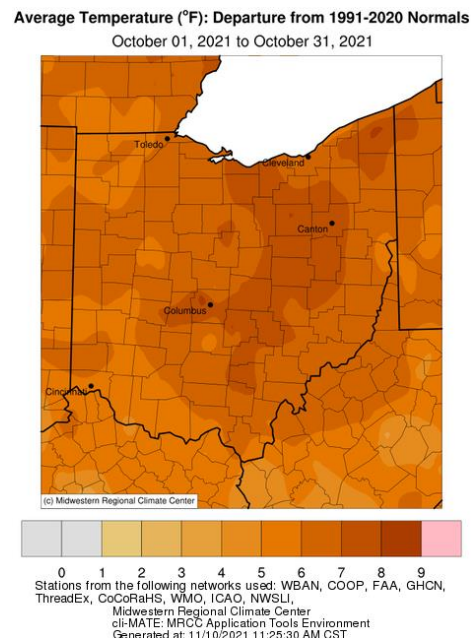 Average Temperature (°F): Departure from 1991-2020 Normals
October 01, 2021 to October 31, 2021
Toledo
Cleveland
Canton
Columbus
Cincinnati
(c) Midwestern Regional Climate Center
0 1 2 3 4 5 6 7 8 9
Stations from the following networks used: WBAN, COOP, FAA, GHCN,
ThreadEx, CoCoRaHS, WMO, ICAO, NWSLI,
Midwestern Regional Climate Center
cli-MATE: MRCC Application Tools Environment
Generated at: 11/10/2021 11:25:30 AM CST